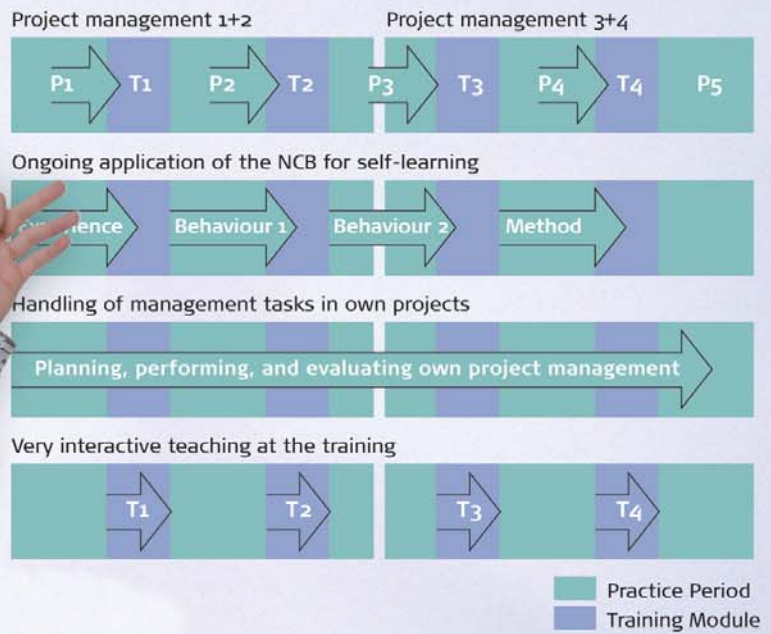 Project management 1+2
Project management 3+4
P1 T1 P2 T2 P3 T3 P4 T4 P5
Ongoing application of the NCB for self-learning
Behaviour 1 Behaviour 2 Method
Handling of management tasks in own projects
Planning, performing, and evaluating own project management
Very interactive teaching at the training
T1 T2 T3 T4
Practice Period
Training Module